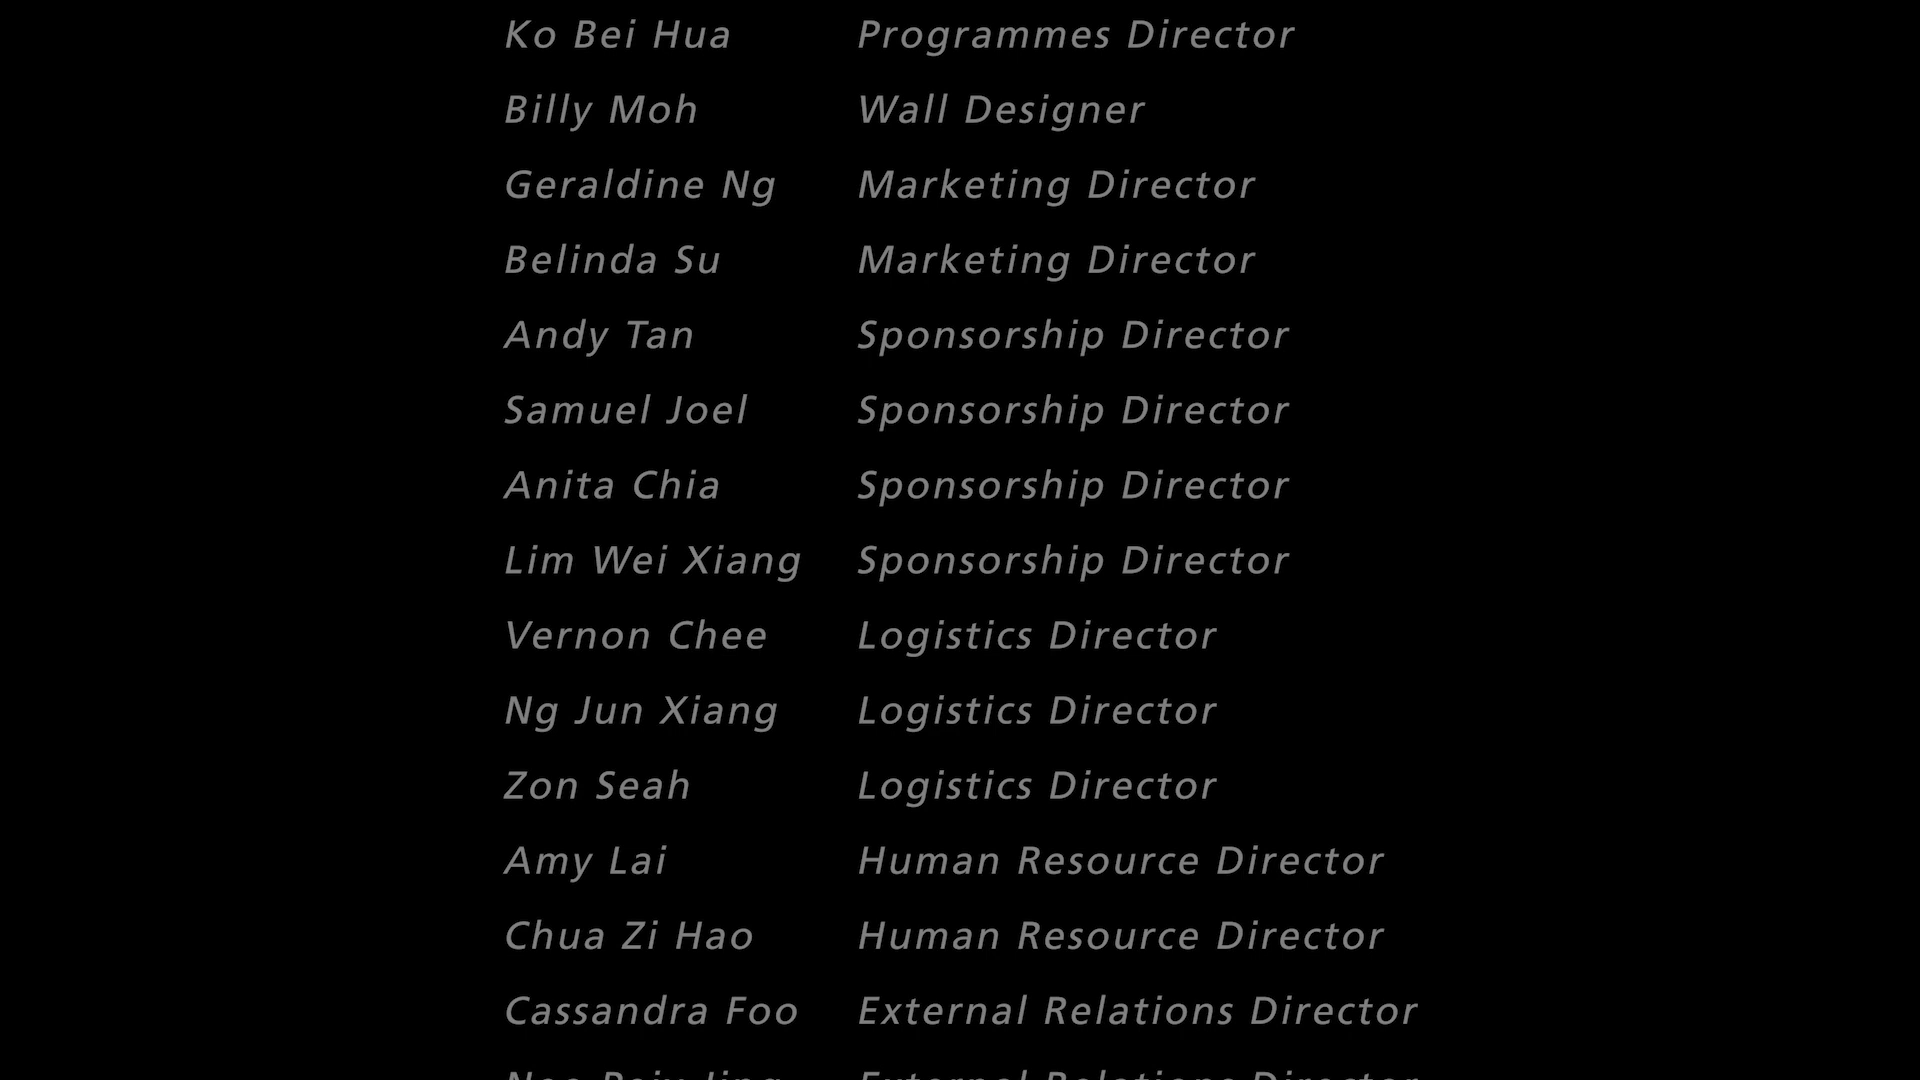 Ko Bei Hua Programmes Director
Billy Moh Wall Designer
Geraldine Ng Marketing Director
Belinda Su Marketing Director
Andy Tan Sponsorship Director
Samuel Joel Sponsorship Director
Anita Chia Sponsorship Director
Lim Wei Xiang Sponsorship Director
Vernon Chee Logistics Director
Ng Jun Xiang Logistics Director
Zon Seah Logistics Director
Amy Lai Human Resource Director
Chua Zi Hao Human Resource Director
Cassandra Foo External Relations Director
External Relations Director